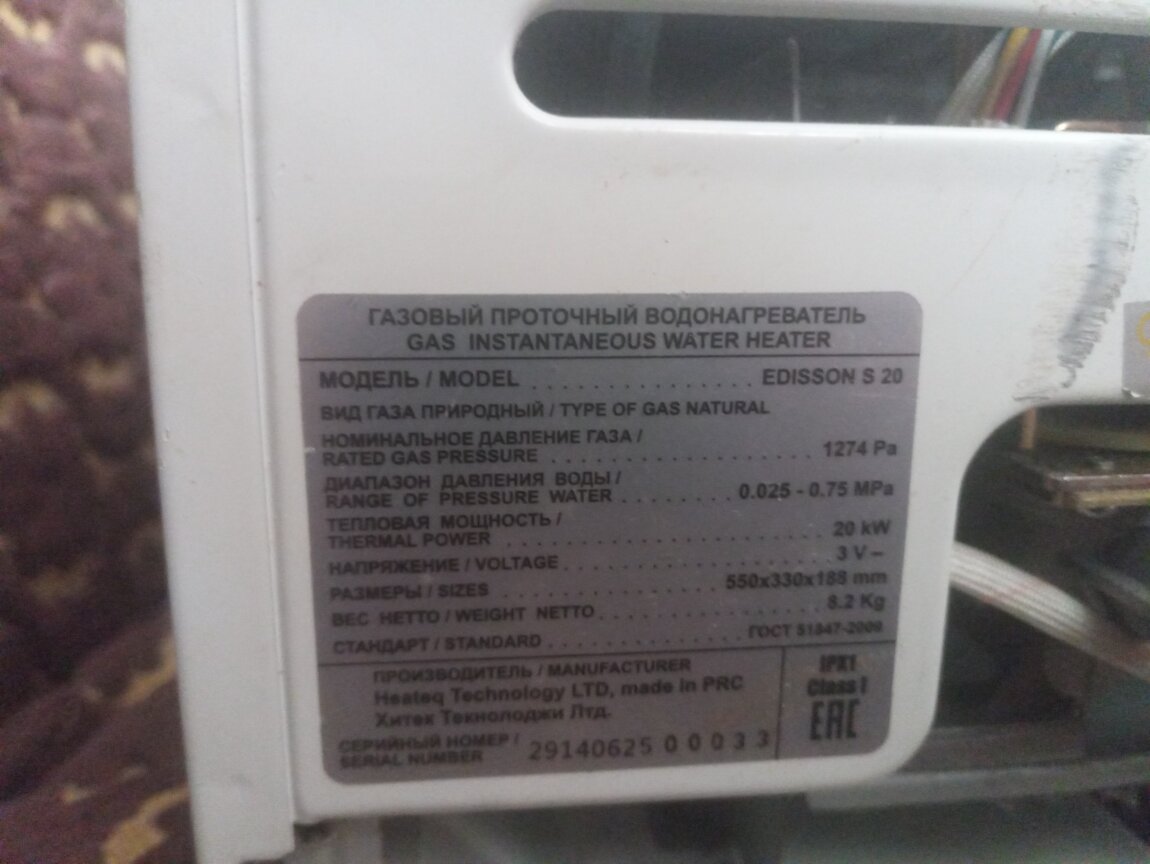 ГАЗОВЫЙ ПРОТОЧНЫЙ ВОДОНАГРЕВАТЕЛЬ
GAS INSTANTANEOUS WATER HEATER
МОДЕЛЬ / MODEL . . . . . . . . . . . . . . . . . EDISSON S 20
ВИД ГАЗА ПРИРОДНЫЙ / TYPE OF GAS NATURAL
НОМИНАЛЬНОЕ ДАВЛЕНИЕ ГАЗА /
RATED GAS PRESSURE . . . . . . . . . . . . . . . . . . . . 1274 Pa
ДИАПАЗОН ДАВЛЕНИЯ ВОДЫ /
RANGE OF PRESSURE WATER . . . . . . . . 0.025 - 0.75 MPa
ТЕПЛОВАЯ МОЩНОСТЬ /
THERMAL POWER . . . . . . . . . . . . . . . . . . . . . . . . 20 kW
НАПРЯЖЕНИЕ / VOLTAGE . . . . . . . . . . . . . . . . . . . . 3 V –
РАЗМЕРЫ / SIZES . . . . . . . . . . . . . . . . 550x330x188 mm
ВЕС НЕТТО / WEIGHT NETTO . . . . . . . . . . . . . . . . 8.2 Kg
СТАНДАРТ / STANDARD . . . . . . . . . . . . . . ГОСТ 51847-2009
ПРОИЗВОДИТЕЛЬ / MANUFACTURER
Heateq Technology LTD, made in PRC
Хитек Текнолоджи Лтд.
IPX1
Class I
EAC
СЕРИЙНЫЙ НОМЕР /
SERIAL NUMBER 29140625 00033